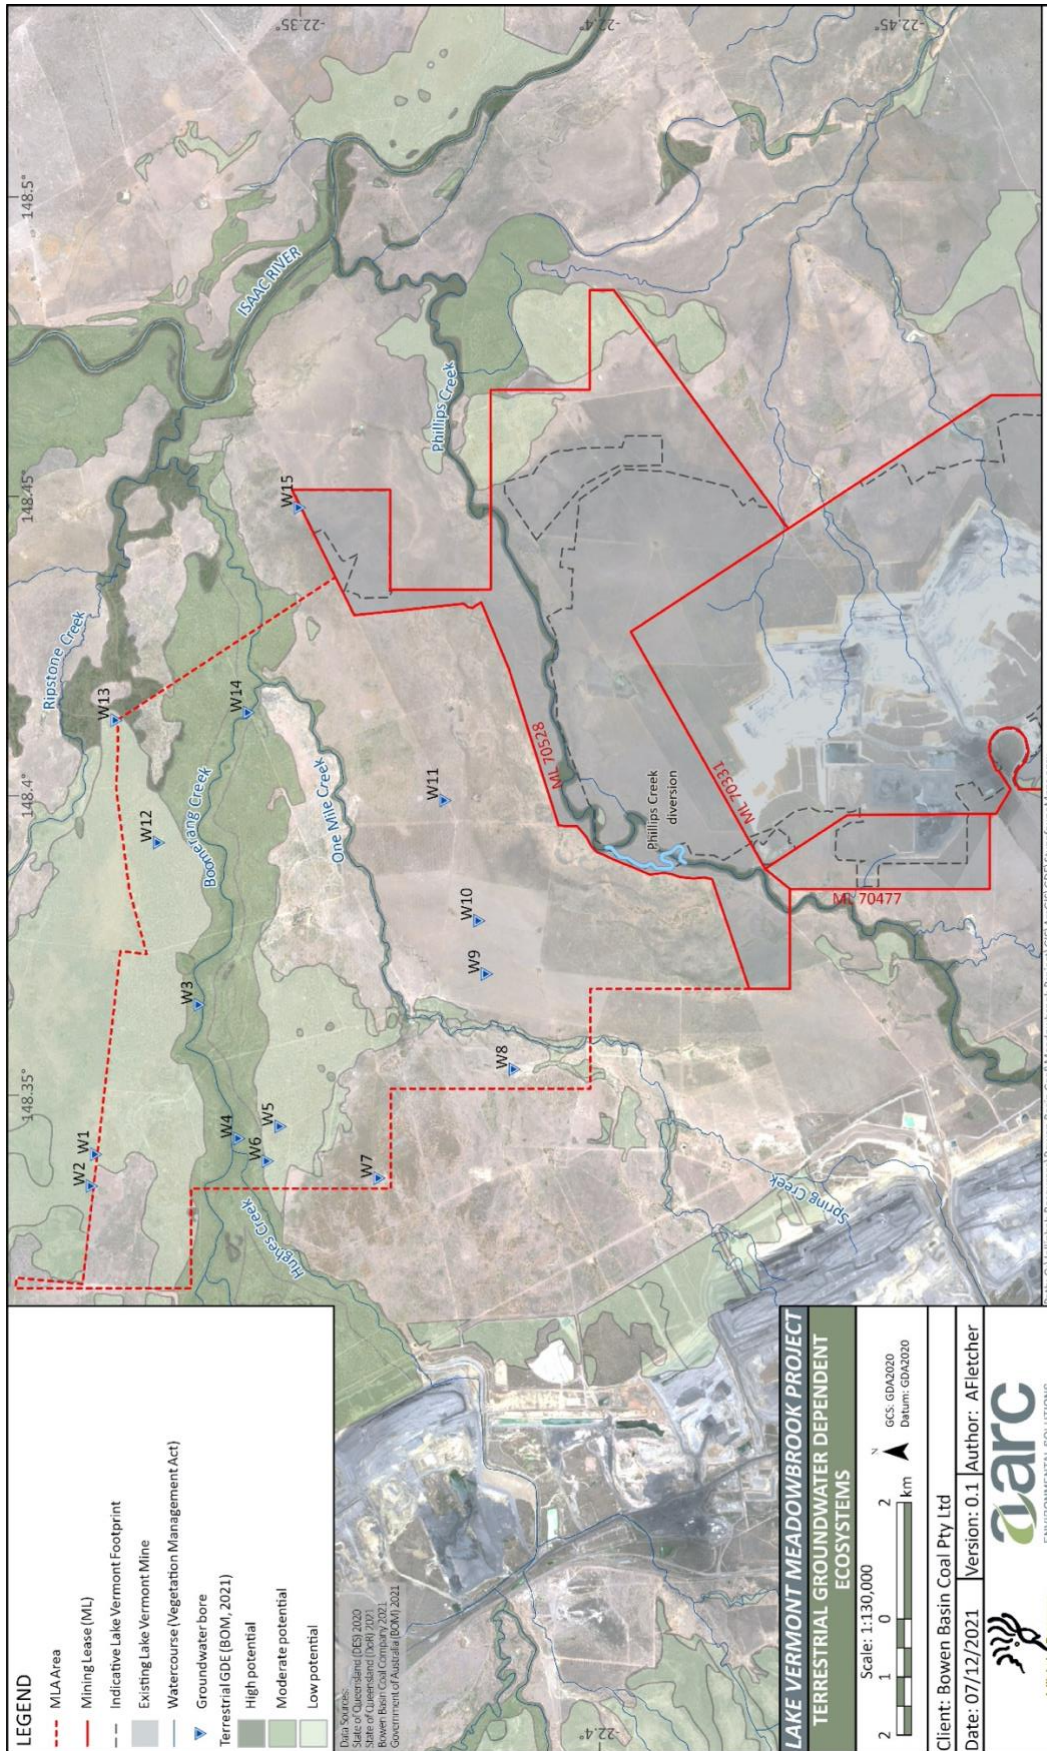 LEGEND
MLA Area
Mining Lease (ML)
Indicative Lake Vermont Footprint
Existing Lake Vermont Mine
Watercourse (Vegetation Management Act)
Groundwater bore
Terrestrial GDE (BOM, 2021)
High potential
Moderate potential
Low potential
Data Sources:
State of Queensland (DES) 2020
State of Queensland (DoR) 2021
Bowen Basin Coal Company 2021
Government of Australia (BOM) 2021
148.35°
148.4°
148.45°
148.5°
-22.35°
-22.4°
-22.45°
-22.4°
Ripstone Creek
ISAAC RIVER
W2
W1
W12
W13
W3
Boomerang Creek
W14
W4
W6
W5
Hughes Creek
W15
One Mile Creek
W7
W11
W10
W9
W8
Phillips Creek
ML 70528
Phillips Creek
diversion
ML 70331
Spring Creek
ML 70477
LAKE VERMONT MEADOWBROOK PROJECT
TERRESTRIAL GROUNDWATER DEPENDENT
ECOSYSTEMS
Scale: 1:130,000
2 1 0 2
km
N
GCS: GDA2020
Datum: GDA2020
Client: Bowen Basin Coal Pty Ltd
Date: 07/12/2021 Version: 0.1 Author: AFletcher
aarc
ENVIRONMENTAL SOLUTIONS